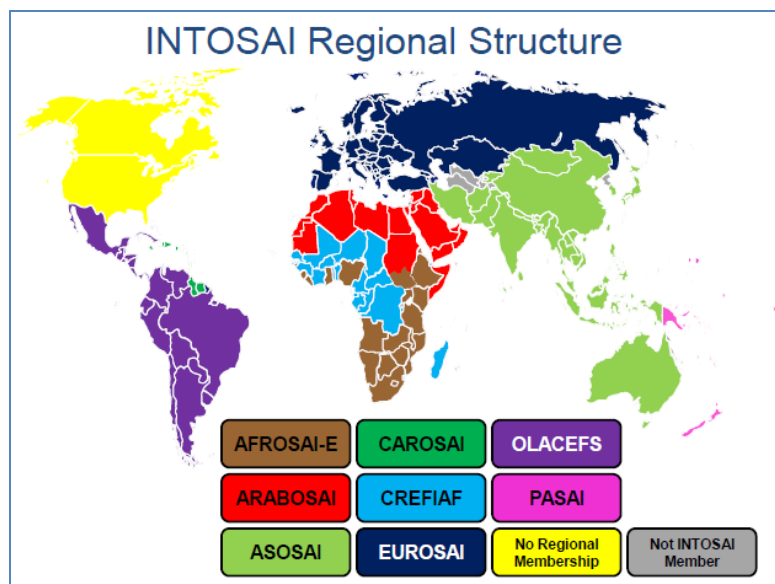 INTOSAI Regional Structure
AFROSAI-E
CAROSAI
OLACEFS
ARABOSAI
CREFIAF
PASAI
ASOSAI
EUROSAI
No Regional
Membership
Not INTOSAI
Member